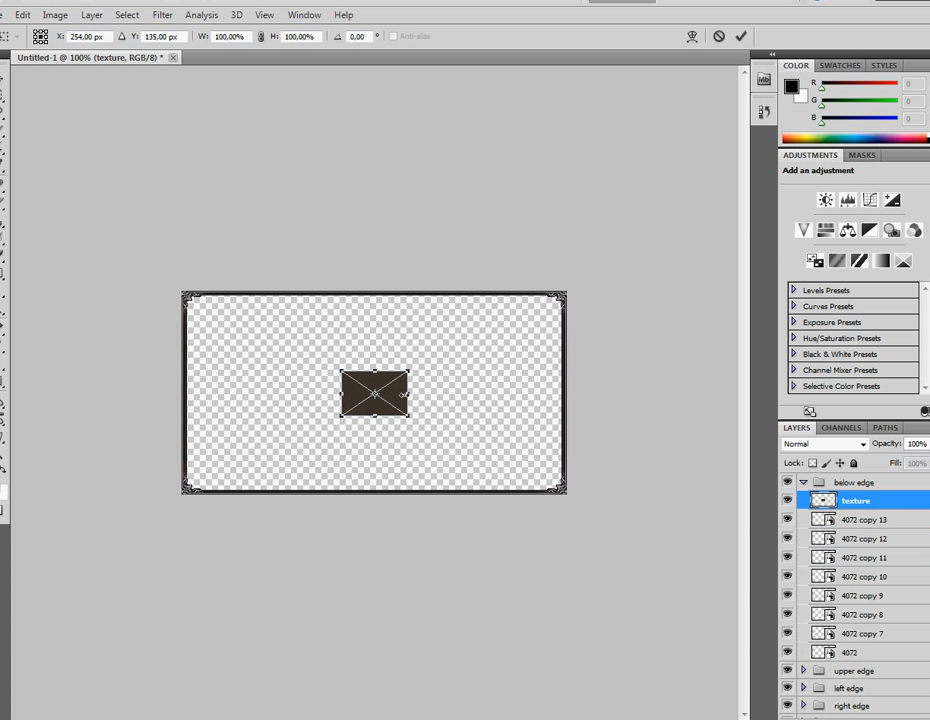 Edit Image Layer Select Filter Analysis 3D View Window Help
X: 254,00 px Y: 135,00 px W: 100,00% H: 100,00% 0,00 ° Anti-alias
Untitled-1 @ 100% (texture, RGB/8) *
Mb
COLOR SWATCHES STYLES
R 0
G 0
B 0
ADJUSTMENTS MASKS
Add an adjustment
Levels Presets
Curves Presets
Exposure Presets
Hue/Saturation Presets
Black & White Presets
Channel Mixer Presets
Selective Color Presets
LAYERS CHANNELS PATHS
Normal Opacity: 100%
Lock: Fill: 100%
below edge
texture
4072 copy 13
4072 copy 12
4072 copy 11
4072 copy 10
4072 copy 9
4072 copy 8
4072 copy 7
4072
upper edge
left edge
right edge